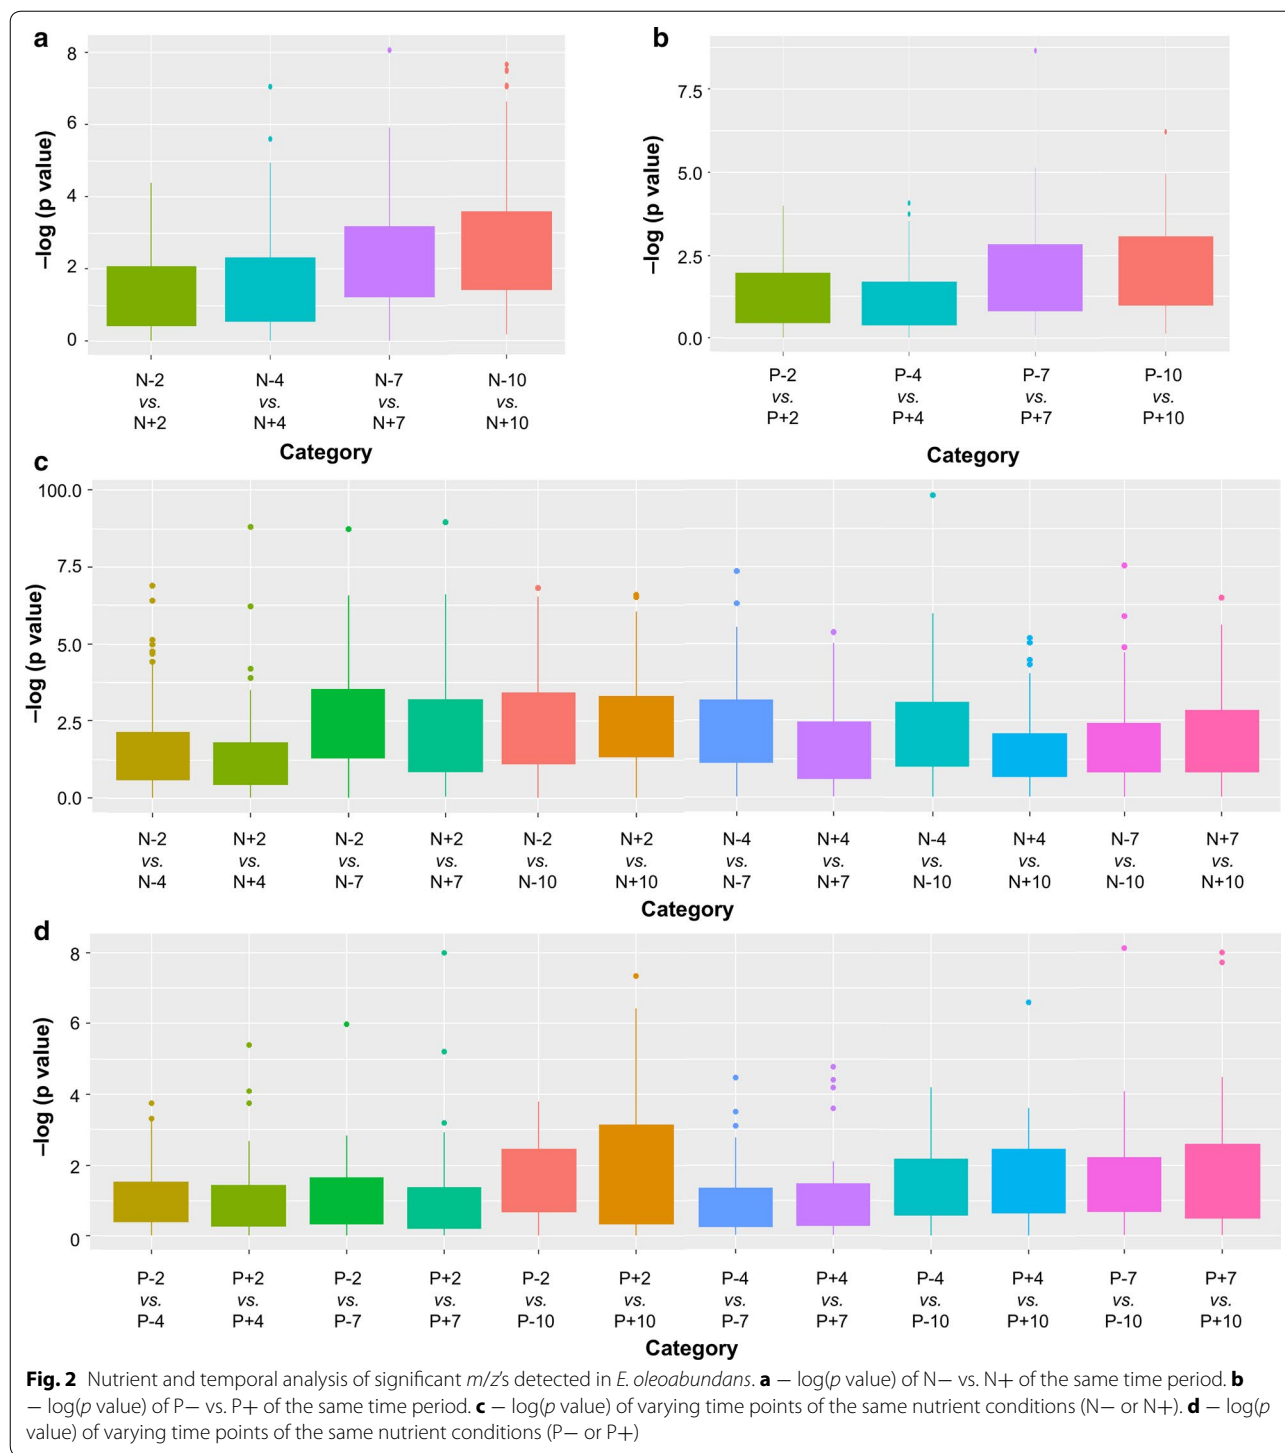 a
8
6
4
2
0
−log (p value)
N-2 N-4 N-7 N-10
vs. vs. vs. vs.
N+2 N+4 N+7 N+10
Category
b
7.5
5.0
2.5
0.0
−log (p value)
P-2 P-4 P-7 P-10
vs. vs. vs. vs.
P+2 P+4 P+7 P+10
Category
c
100.0
7.5
5.0
2.5
0.0
−log (p value)
N-2 N+2 N-2 N+2 N-2 N+2 N-4 N+4 N-4 N+4 N-7 N+7
vs. vs. vs. vs. vs. vs. vs. vs. vs. vs. vs. vs.
N-4 N+4 N-7 N+7 N-10 N+10 N-7 N+7 N-10 N+10 N-10 N+10
Category
d
8
6
4
2
0
−log (p value)
P-2 P+2 P-2 P+2 P-2 P+2 P-4 P+4 P-4 P+4 P-7 P+7
vs. vs. vs. vs. vs. vs. vs. vs. vs. vs. vs. vs.
P-4 P+4 P-7 P+7 P-10 P+10 P-7 P+7 P-10 P+10 P-10 P+10
Category
Fig. 2 Nutrient and temporal analysis of significant m/z's detected in E. oleoabundans. a − log(p value) of N− vs. N+ of the same time period. b
− log(p value) of P− vs. P+ of the same time period. c − log(p value) of varying time points of the same nutrient conditions (N− or N+). d − log(p
value) of varying time points of the same nutrient conditions (P− or P+)